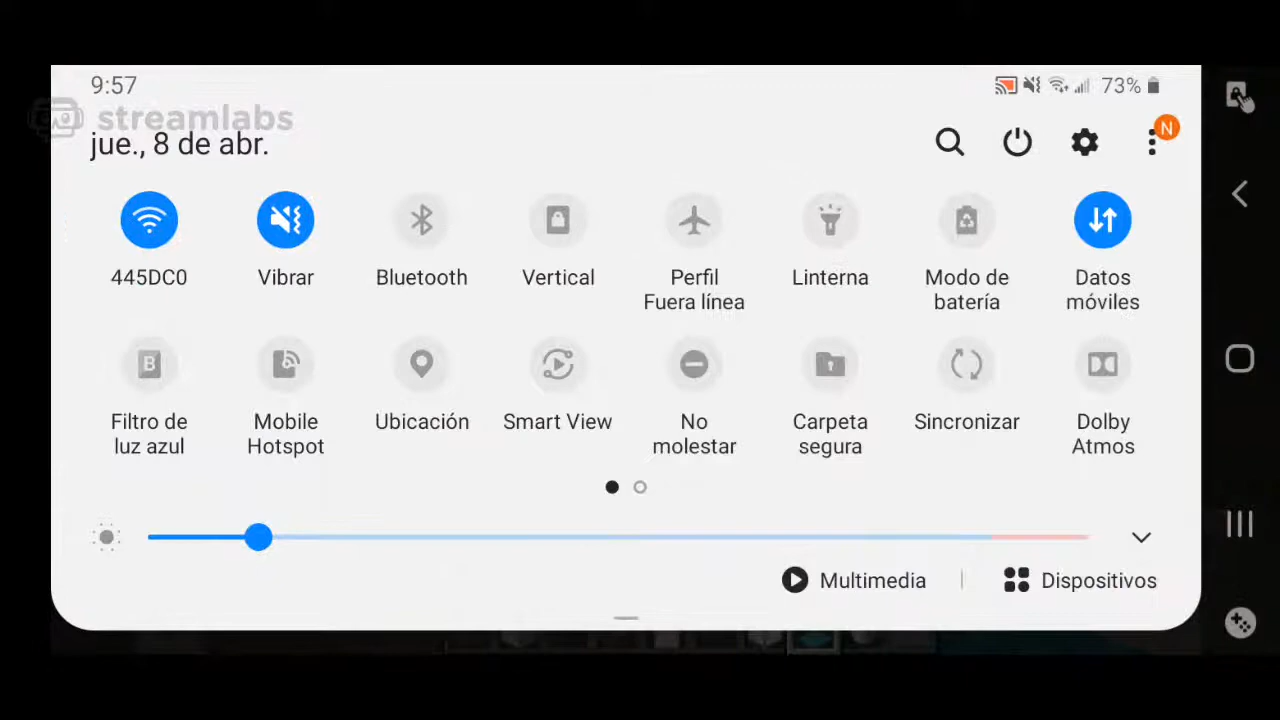 9:57
73%
streamlabs
jue., 8 de abr.
N
445DC0
Vibrar
Bluetooth
Vertical
Perfil
Fuera línea
Linterna
Modo de
batería
Datos
móviles
Filtro de
luz azul
Mobile
Hotspot
Ubicación
Smart View
No
molestar
Carpeta
segura
Sincronizar
Dolby
Atmos
Multimedia
Dispositivos